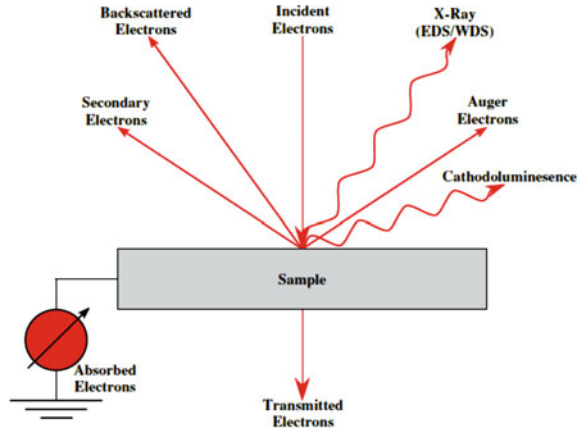 Backscattered
Electrons
Incident
Electrons
X-Ray
(EDS/WDS)
Secondary
Electrons
Auger
Electrons
Cathodoluminesence
Sample
Absorbed
Electrons
Transmitted
Electrons